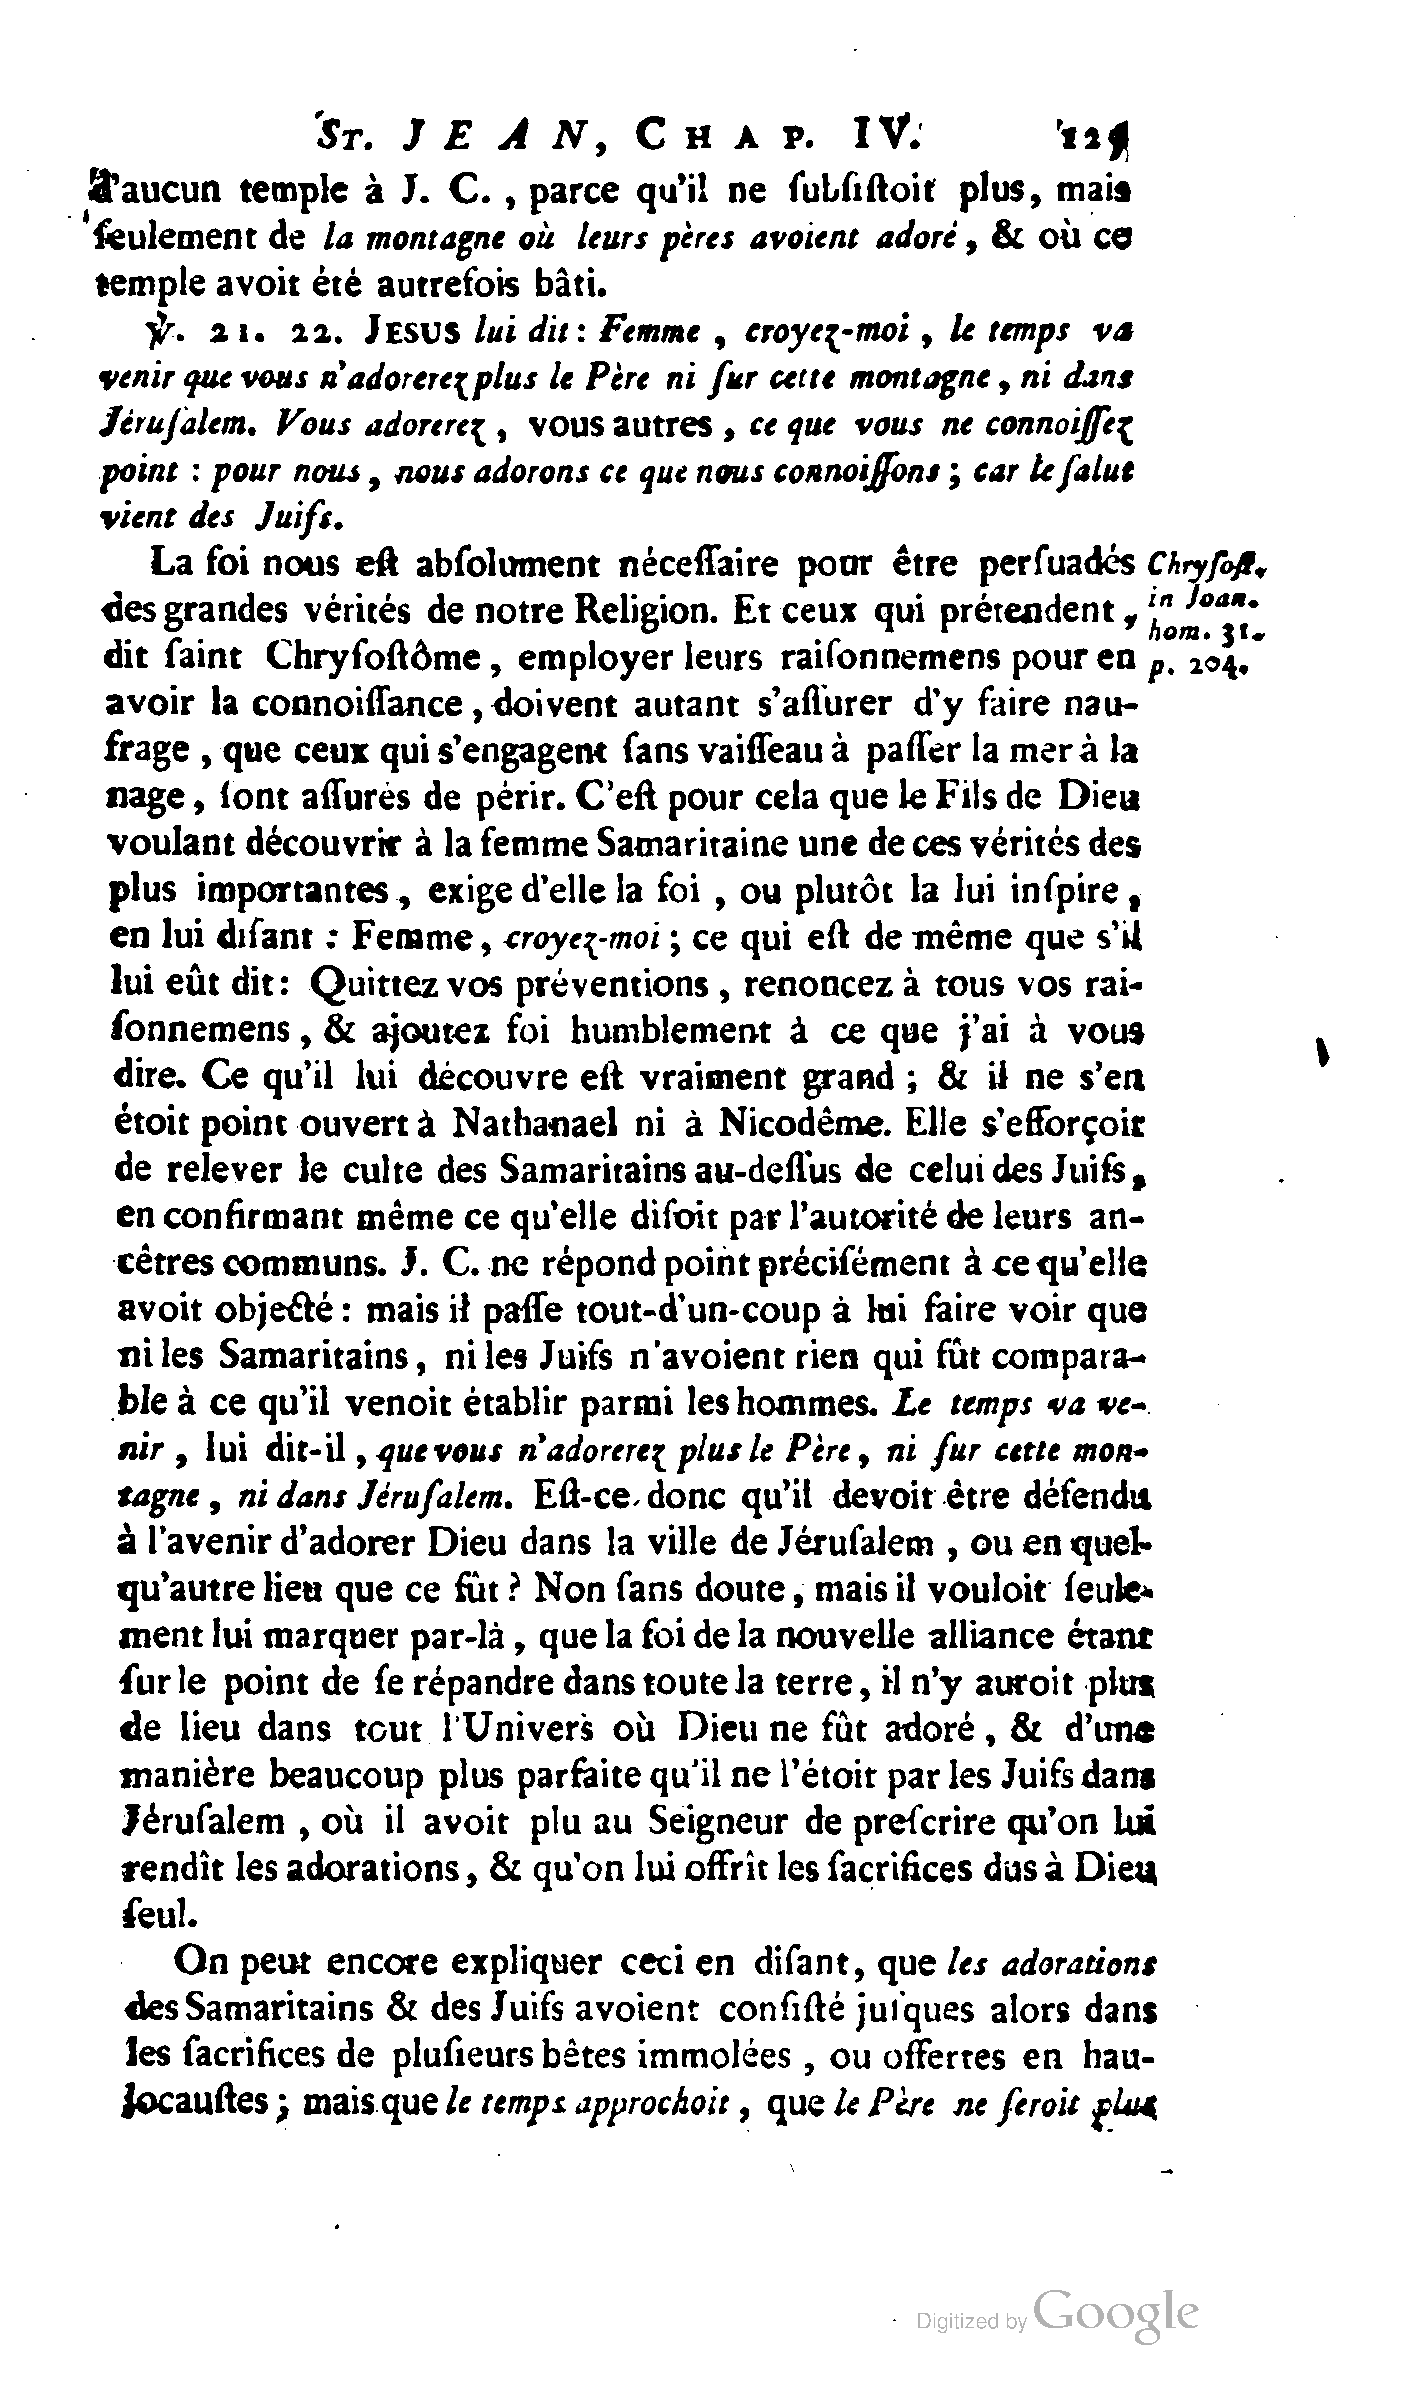 ST. JEAN, CHAP. IV. 125
d'aucun temple à J. C., parce qu'il ne ſubſiſtoit plus, mais
ſeulement de la montagne où leurs pères avoient adoré, & où ce
temple avoit été autrefois bâti.
℣. 21. 22. JESUS lui dit: Femme, croyez-moi, le temps va
venir que vous n'adorerez plus le Père ni ſur cette montagne, ni dans
Jéruſalem. Vous adorerez, vous autres, ce que vous ne connoiſſez
point : pour nous, nous adorons ce que nous connoiſſons; car le ſalut
vient des Juifs.
La foi nous eſt abſolument néceſſaire pour être perſuadés
des grandes vérités de notre Religion. Et ceux qui prétendent,
dit ſaint Chryſoſtôme, employer leurs raiſonnemens pour en
avoir la connoiſſance, doivent autant s'aſſurer d'y faire nau-
frage, que ceux qui s'engagent ſans vaiſſeau à paſſer la mer à la
nage, ſont aſſurés de périr. C'eſt pour cela que le Fils de Dieu
voulant découvrir à la femme Samaritaine une de ces vérités des
plus importantes, exige d'elle la foi, ou plutôt la lui inſpire,
en lui diſant : Femme, croyez-moi; ce qui eſt de même que s'il
lui eût dit: Quittez vos préventions, renoncez à tous vos rai-
ſonnemens, & ajoutez foi humblement à ce que j'ai à vous
dire. Ce qu'il lui découvre eſt vraiment grand; & il ne s'en
étoit point ouvert à Nathanael ni à Nicodême. Elle s'efforçoit
de relever le culte des Samaritains au-deſſus de celui des Juifs,
en confirmant même ce qu'elle diſoit par l'autorité de leurs an-
cêtres communs. J. C. ne répond point préciſément à ce qu'elle
avoit objecté: mais il paſſe tout-d'un-coup à lui faire voir que
ni les Samaritains, ni les Juifs n'avoient rien qui fût compara-
ble à ce qu'il venoit établir parmi les hommes. Le temps va ve-
nir, lui dit-il, que vous n'adorerez plus le Père, ni ſur cette mon-
tagne, ni dans Jéruſalem. Eſt-ce donc qu'il devoit être défendu
à l'avenir d'adorer Dieu dans la ville de Jéruſalem, ou en quel-
qu'autre lieu que ce fût? Non ſans doute, mais il vouloit ſeule-
ment lui marquer par-là, que la foi de la nouvelle alliance étant
ſur le point de ſe répandre dans toute la terre, il n'y auroit plus
de lieu dans tout l'Univers où Dieu ne fût adoré, & d'une
manière beaucoup plus parfaite qu'il ne l'étoit par les Juifs dans
Jéruſalem, où il avoit plu au Seigneur de preſcrire qu'on lui
rendît les adorations, & qu'on lui offrît les ſacrifices dus à Dieu
ſeul.
On peut encore expliquer ceci en diſant, que les adorations
des Samaritains & des Juifs avoient conſiſté juſques alors dans
les ſacrifices de pluſieurs bêtes immolées, ou offertes en hau-
locauſtes; mais que le temps approchoit, que le Père ne ſeroit plus
Chryſoſt.
in Joan.
hom. 31.
p. 204.
Digitized by Google